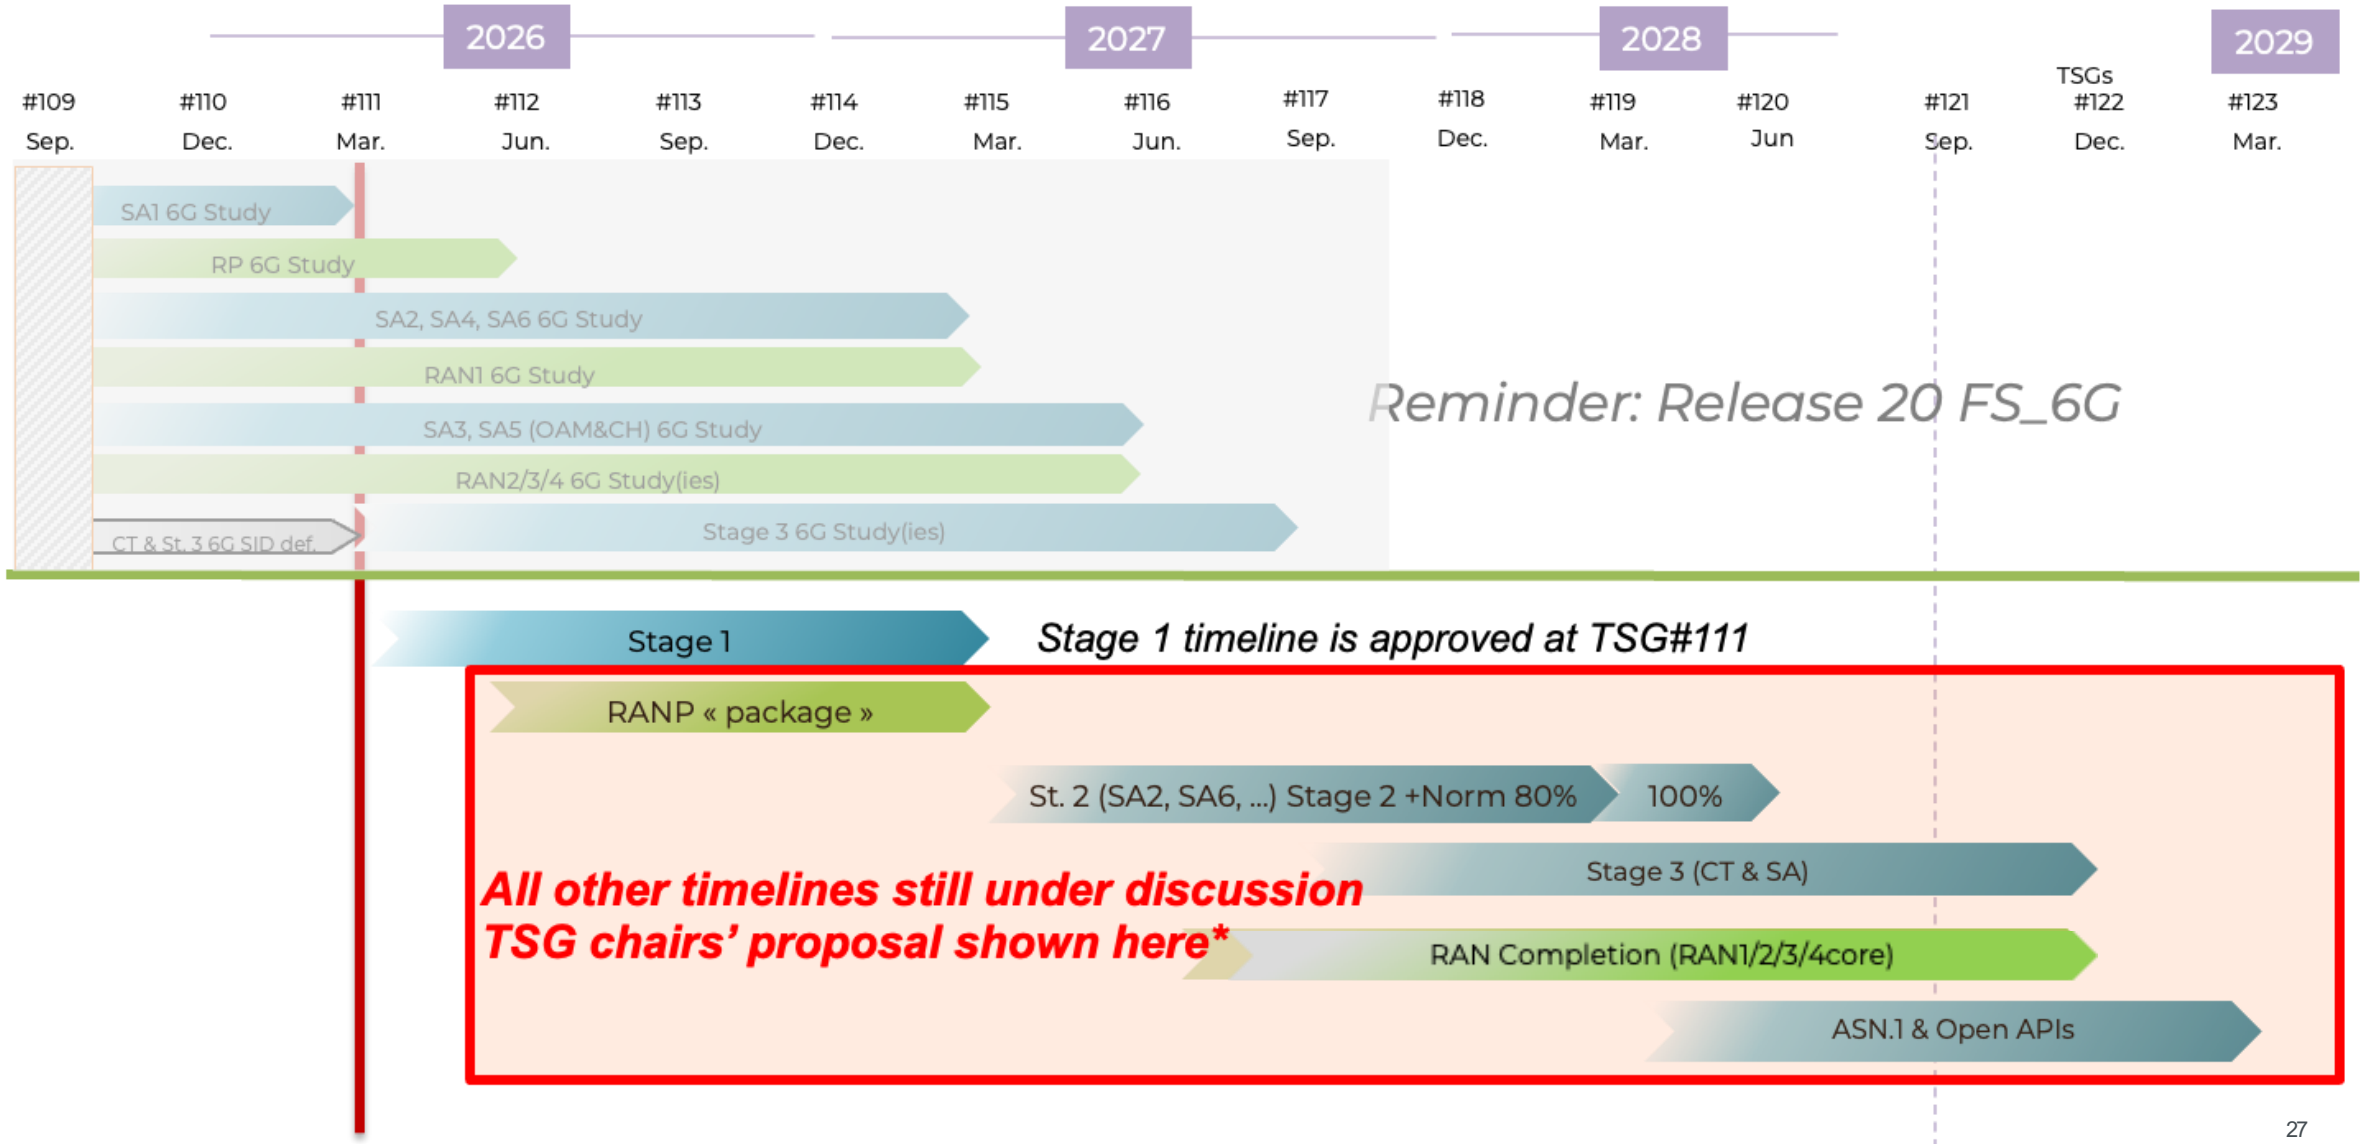 2026
2027
2028
2029
TSGs
#109 #110 #111 #112 #113 #114 #115 #116 #117 #118 #119 #120 #121 #122 #123
Sep. Dec. Mar. Jun. Sep. Dec. Mar. Jun. Sep. Dec. Mar. Jun Sep. Dec. Mar.
SA1 6G Study
RP 6G Study
SA2, SA4, SA6 6G Study
RAN1 6G Study
Reminder: Release 20 FS_6G
SA3, SA5 (OAM&CH) 6G Study
RAN2/3/4 6G Study(ies)
Stage 3 6G Study(ies)
CT & St. 3 6G SID def.
Stage 1
Stage 1 timeline is approved at TSG#111
RANP « package »
St. 2 (SA2, SA6, ...) Stage 2 +Norm 80%
100%
Stage 3 (CT & SA)
All other timelines still under discussion
TSG chairs’ proposal shown here*
RAN Completion (RAN1/2/3/4core)
ASN.1 & Open APIs
27